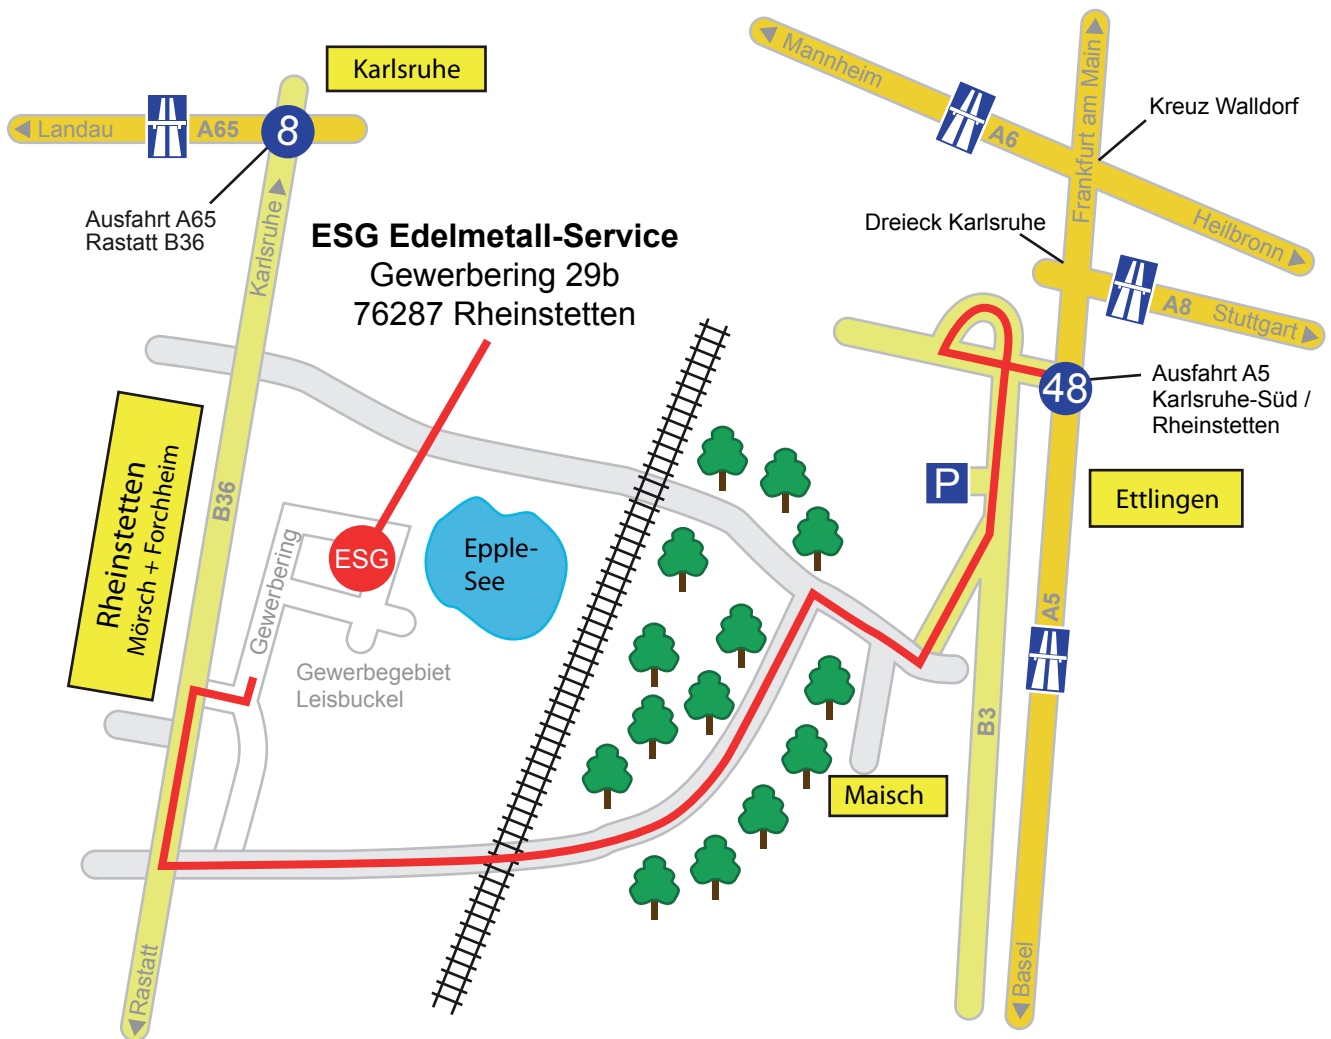 Karlsruhe
Landau
A65
8
Ausfahrt A65
Rastatt B36
Karlsruhe
ESG Edelmetall-Service
Gewerbering 29b
76287 Rheinstetten
Mannheim
A6
Frankfurt am Main
Kreuz Walldorf
Heilbronn
Dreieck Karlsruhe
A8
Stuttgart
48
Ausfahrt A5
Karlsruhe-Süd /
Rheinstetten
P
Ettlingen
Rheinstetten
Mörsch + Forchheim
B36
Gewerbering
ESG
Epple-
See
Gewerbegebiet
Leisbuckel
A5
B3
Maisch
Rastatt
Basel